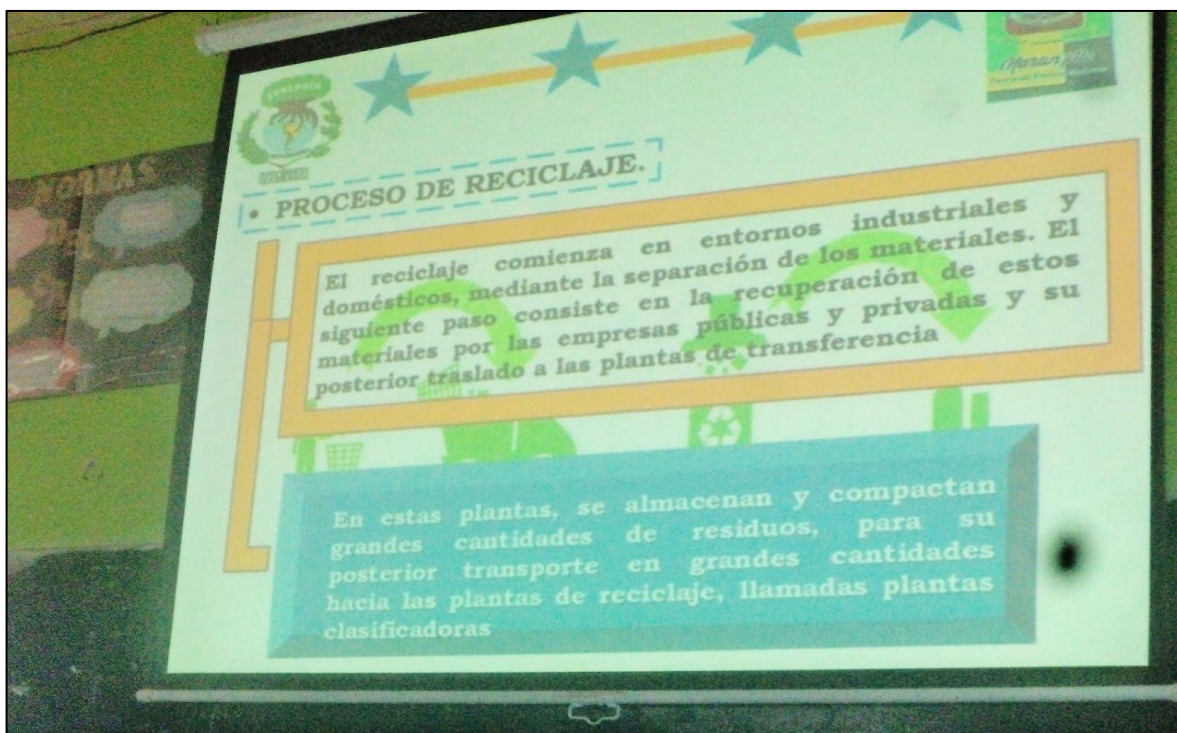 NORMAS
ECOLOGÍA
• PROCESO DE RECICLAJE.
El reciclaje comienza en entornos industriales y
domésticos, mediante la separación de los materiales. El
siguiente paso consiste en la recuperación de estos
materiales por las empresas públicas y privadas y su
posterior traslado a las plantas de transferencia
En estas plantas, se almacenan y compactan
grandes cantidades de residuos, para su
posterior transporte en grandes cantidades
hacia las plantas de reciclaje, llamadas plantas
clasificadoras